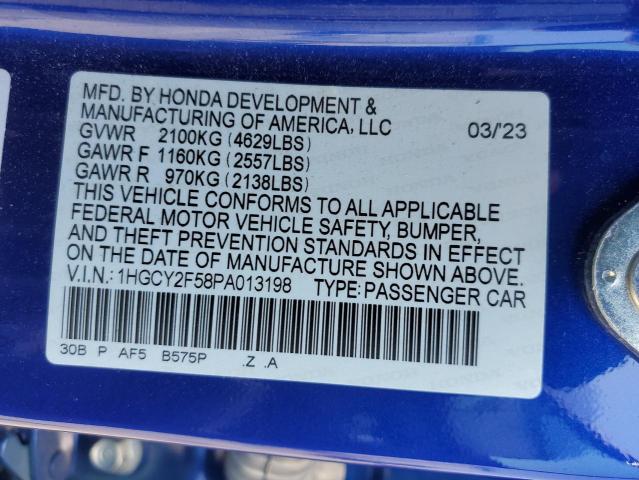 MFD. BY HONDA DEVELOPMENT &
MANUFACTURING OF AMERICA, LLC 03/'23
GVWR 2100KG (4629LBS)
GAWR F 1160KG (2557LBS)
GAWR R 970KG (2138LBS)
THIS VEHICLE CONFORMS TO ALL APPLICABLE
FEDERAL MOTOR VEHICLE SAFETY, BUMPER,
AND THEFT PREVENTION STANDARDS IN EFFECT
ON THE DATE OF MANUFACTURE SHOWN ABOVE.
V.I.N.:1HGCY2F58PA013198 TYPE:PASSENGER CAR
30B P AF5 B575P .Z .A